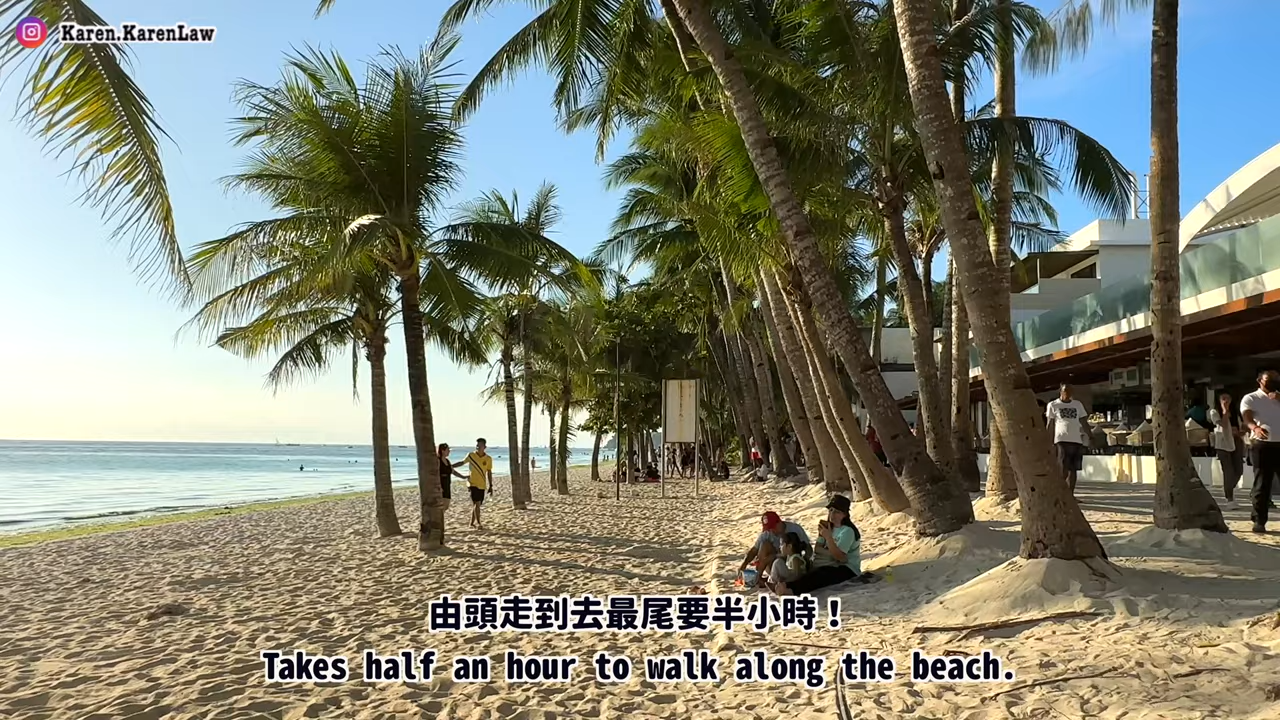 Karen.KarenLaw
由頭走到去最尾要半小時！
Takes half an hour to walk along the beach.